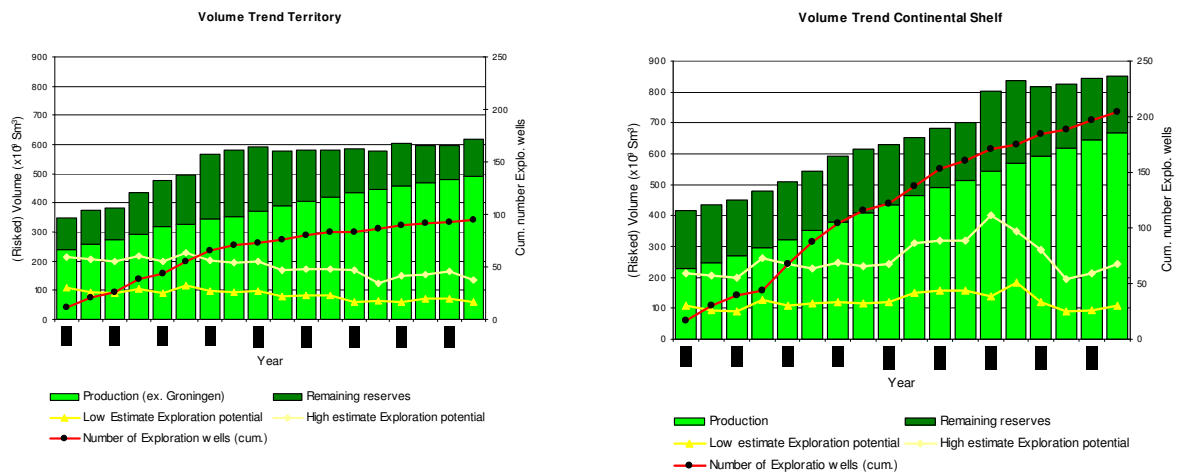 Volume Trend Territory
900
800
700
600
500
400
300
200
100
0
(Risked) Volume (x10⁹ Sm³)
250
200
150
100
50
0
Cum. number Explo. wells
Year
Production (ex. Groningen)
Remaining reserves
Low Estimate Exploration potential
High estimate Exploration potential
Number of Exploration wells (cum.)
Volume Trend Continental Shelf
900
800
700
600
500
400
300
200
100
0
(Risked) Volume (x10⁹ Sm³)
250
200
150
100
50
0
Cum. number Explo. wells
Year
Production
Remaining reserves
Low estimate Exploration potential
High estimate Exploration potential
Number of Exploratio wells (cum.)